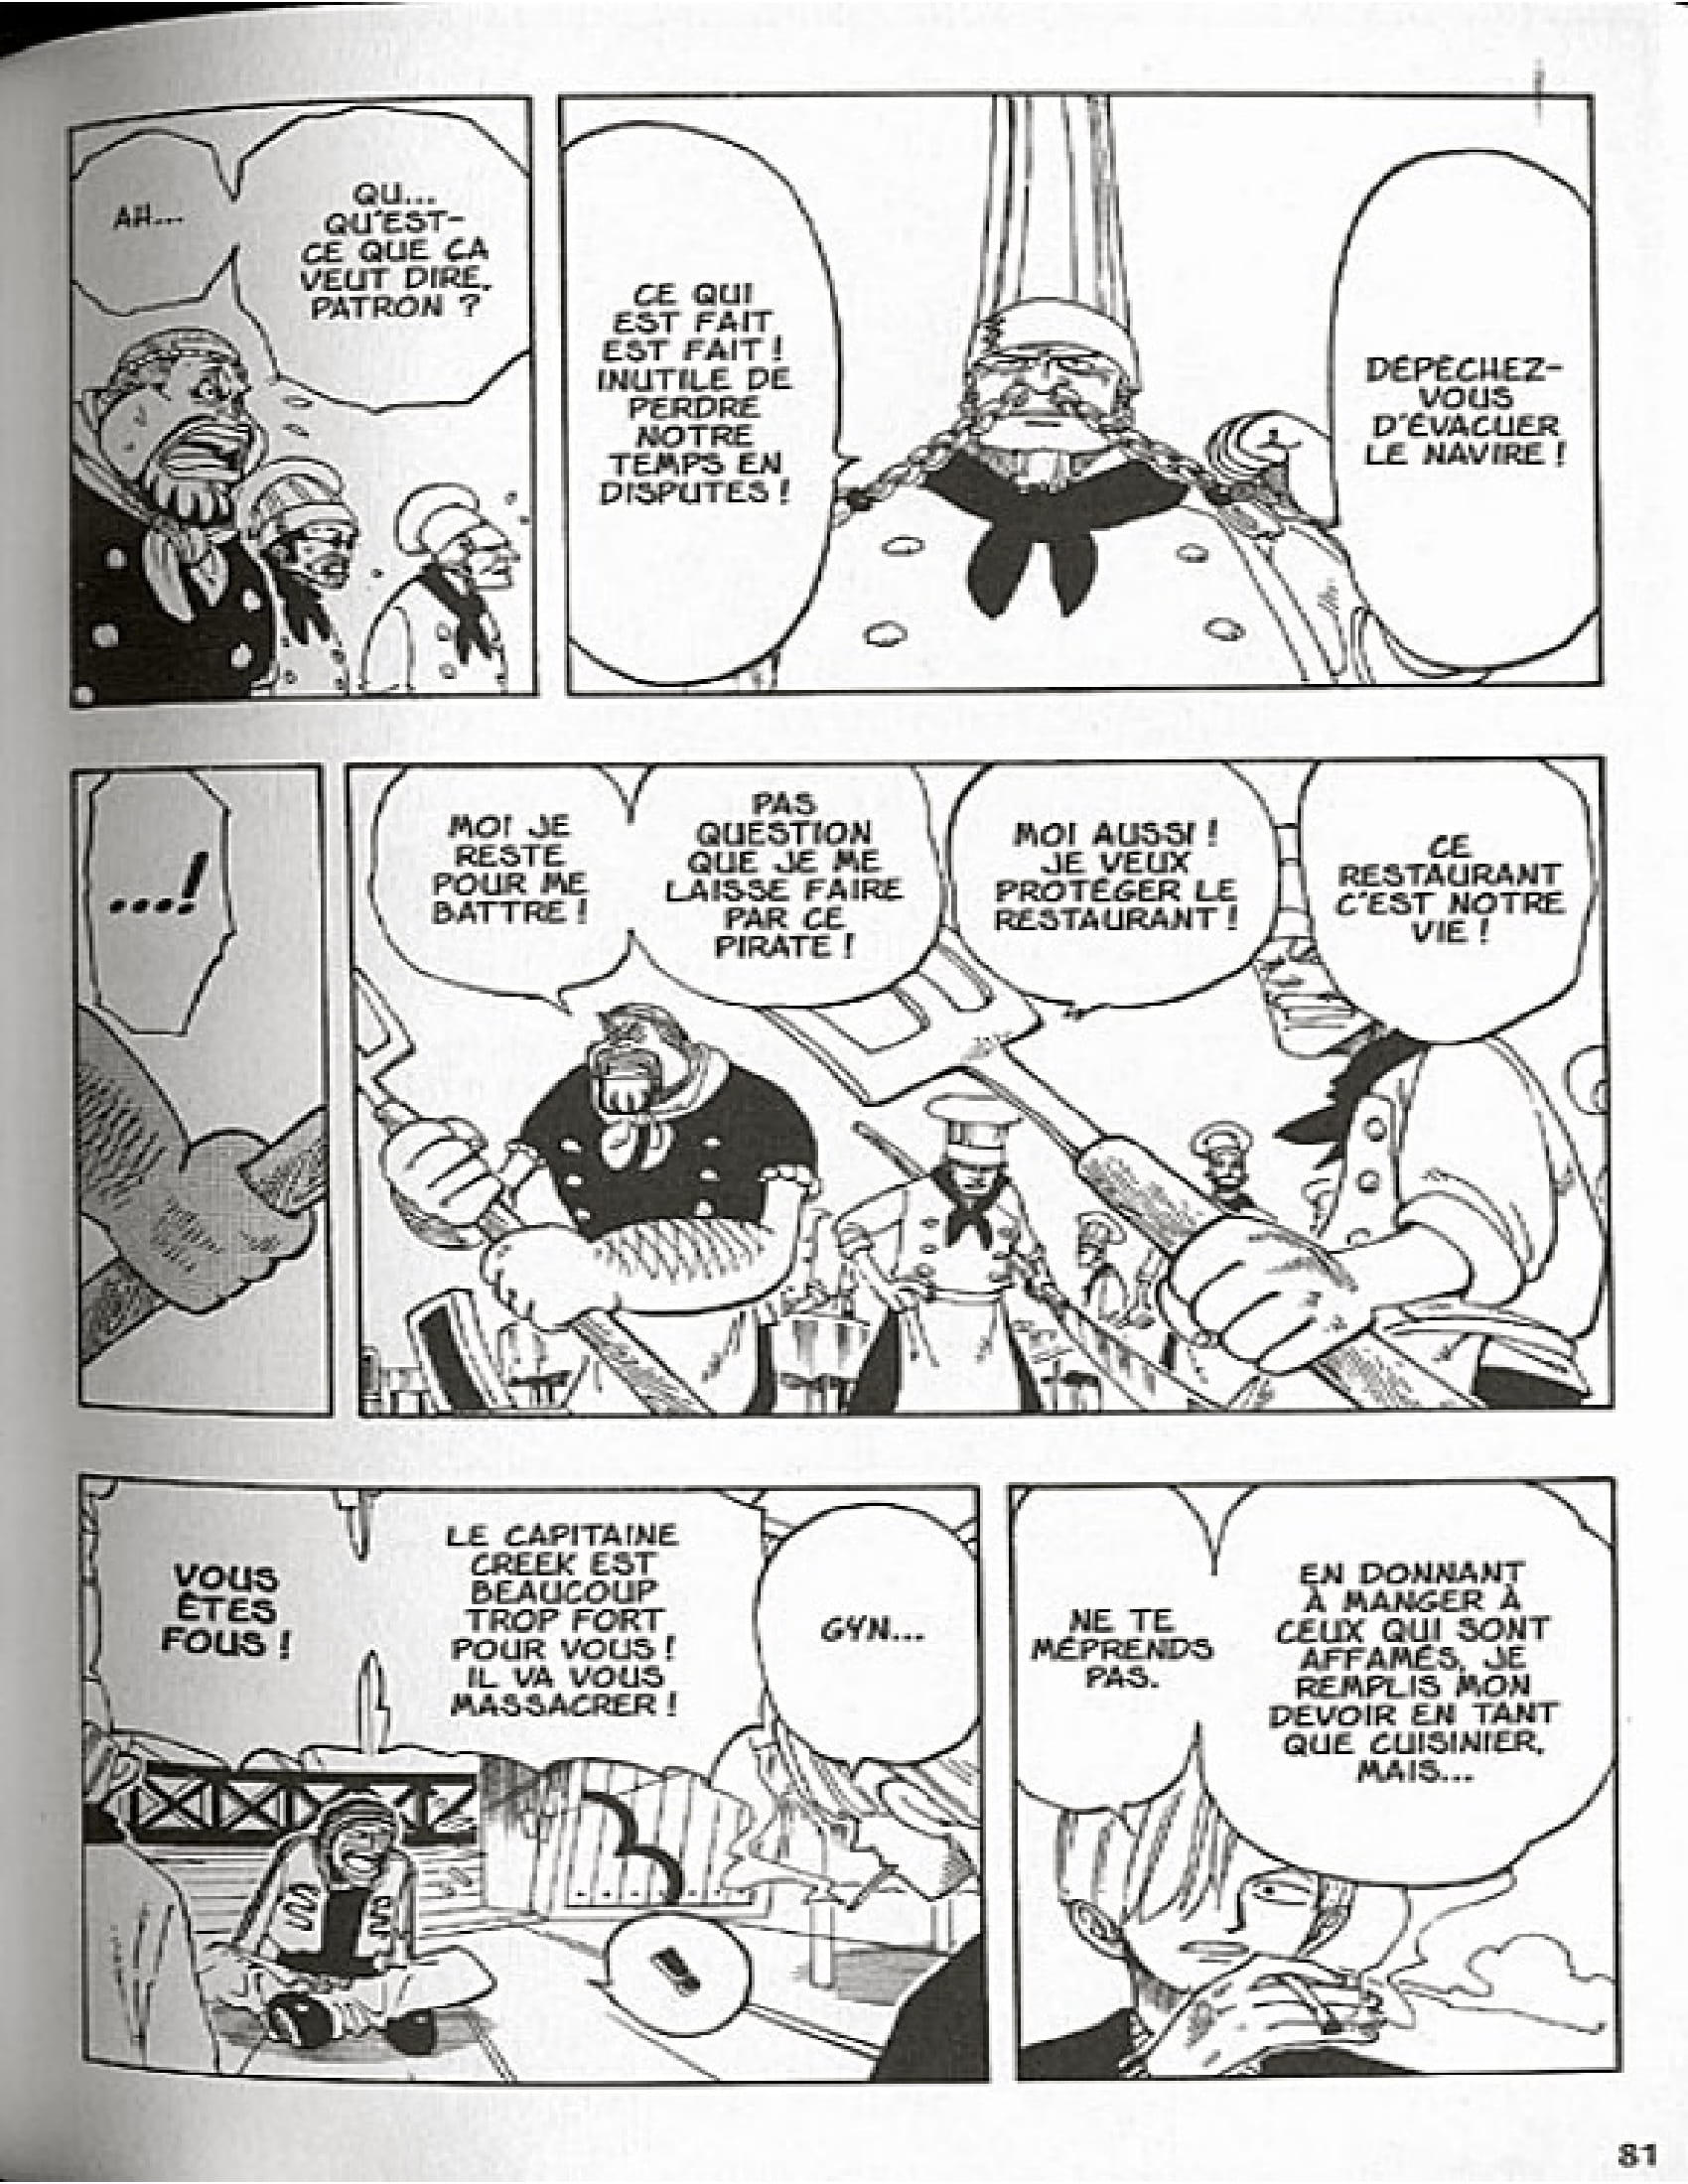 DÉPÊCHEZ-
VOUS
D'ÉVACUER
LE NAVIRE !
CE QUI
EST FAIT
EST FAIT !
INUTILE DE
PERDRE
NOTRE
TEMPS EN
DISPUTES !
QU...
QU'EST-
CE QUE ÇA
VEUT DIRE,
PATRON ?
AH...
CE
RESTAURANT
C'EST NOTRE
VIE !
MOI AUSSI !
JE VEUX
PROTÉGER LE
RESTAURANT !
PAS
QUESTION
QUE JE ME
LAISSE FAIRE
PAR CE
PIRATE !
MOI JE
RESTE
POUR ME
BATTRE !
...!
EN DONNANT
À MANGER À
CEUX QUI SONT
AFFAMÉS, JE
REMPLIS MON
DEVOIR EN TANT
QUE CUISINIER,
MAIS...
NE TE
MÉPRENDS
PAS.
GYN...
LE CAPITAINE
CREEK EST
BEAUCOUP
TROP FORT
POUR VOUS !
IL VA VOUS
MASSACRER !
VOUS
ÊTES
FOUS !
!!
81